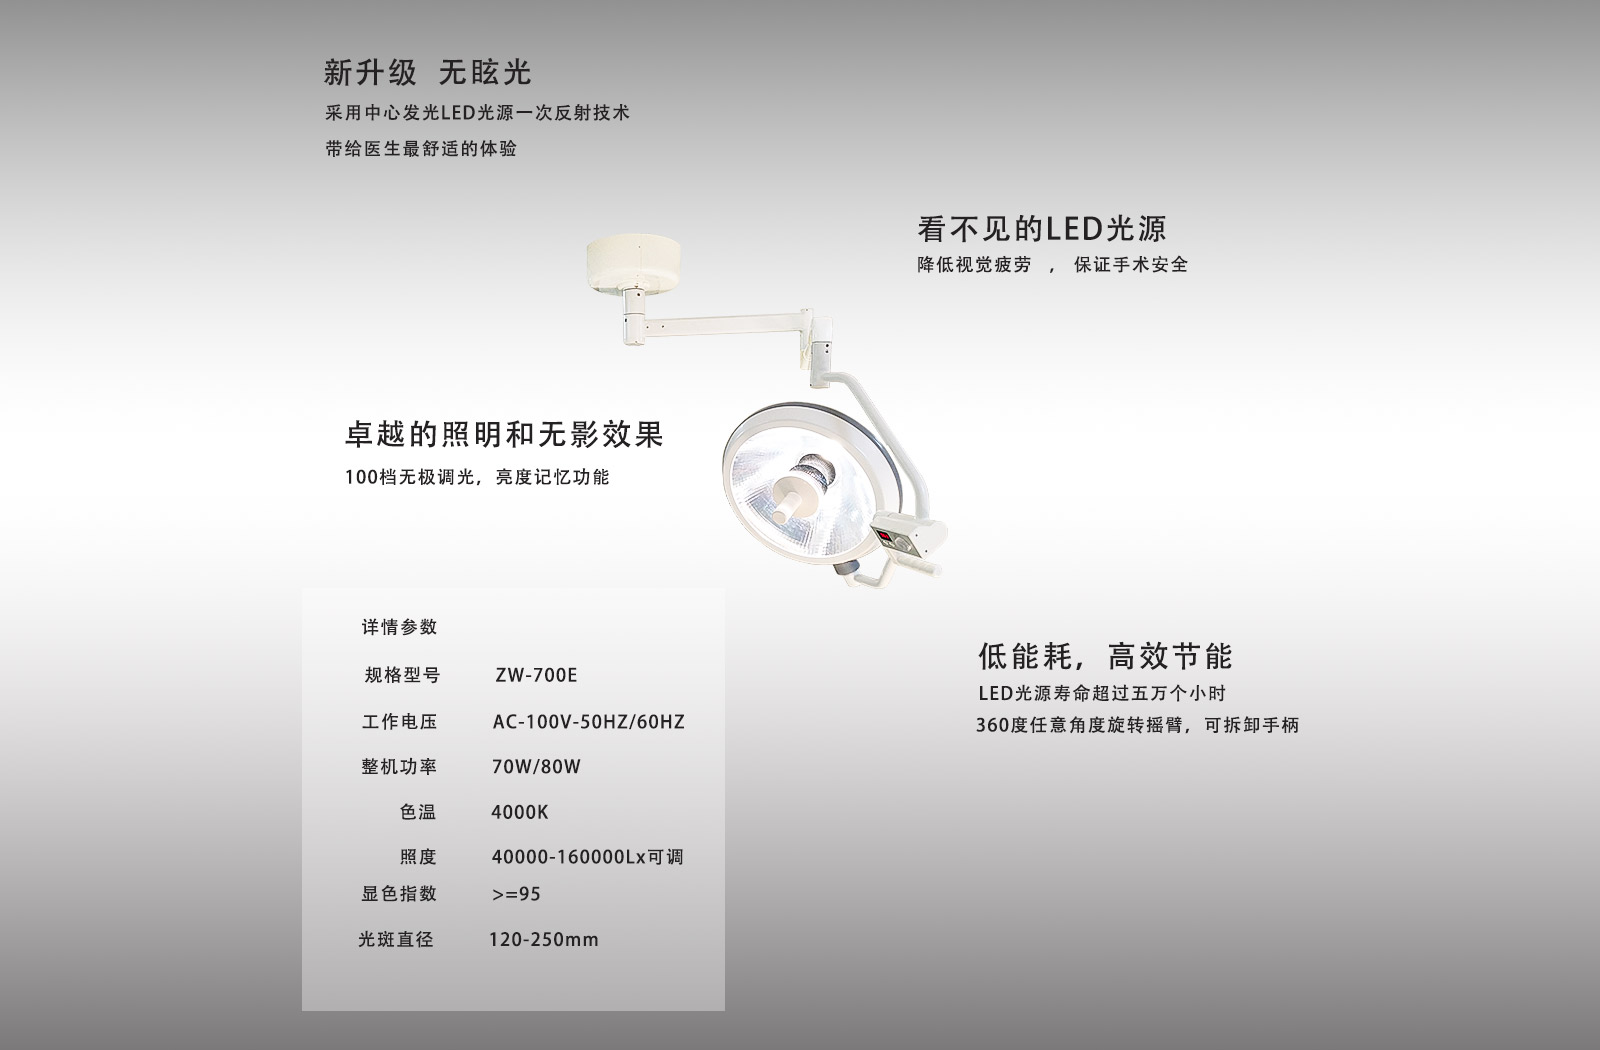 新升级 无眩光
采用中心发光LED光源一次反射技术
带给医生最舒适的体验
看不见的LED光源
降低视觉疲劳 ， 保证手术安全
卓越的照明和无影效果
100档无极调光，亮度记忆功能
详情参数
规格型号 ZW-700E
工作电压 AC-100V-50HZ/60HZ
整机功率 70W/80W
色温 4000K
照度 40000-160000Lx可调
显色指数 >=95
光斑直径 120-250mm
低能耗，高效节能
LED光源寿命超过五万个小时
360度任意角度旋转摇臂，可拆卸手柄